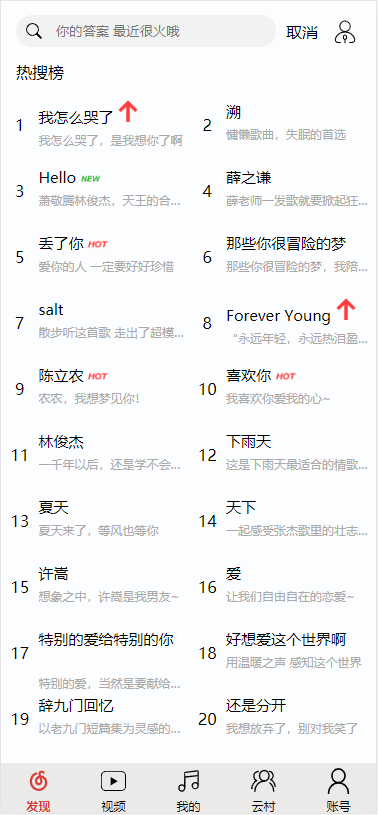 你的答案 最近很火哦 取消
热搜榜
1 我怎么哭了
我怎么哭了，是我想你了啊
2 溯
慵懒歌曲，失眠的首选
3 Hello NEW
萧敬腾林俊杰，天王的合...
4 薛之谦
薛老师一发歌就要掀起狂...
5 丢了你 HOT
爱你的人 一定要好好珍惜
6 那些你很冒险的梦
那些你很冒险的梦，我陪...
7 salt
散步听这首歌 走出了超模...
8 Forever Young
“永远年轻，永远热泪盈...
9 陈立农 HOT
农农，我想梦见你！
10 喜欢你 HOT
我喜欢你爱我的心~
11 林俊杰
一千年以后，还是学不会...
12 下雨天
这是下雨天最适合的情歌...
13 夏天
夏天来了，等风也等你
14 天下
一起感受张杰歌里的壮志...
15 许嵩
想象之中，许嵩是我男友~
16 爱
让我们自由自在的恋爱~
17 特别的爱给特别的你
特别的爱，当然是要献给...
18 好想爱这个世界啊
用温暖之声 感知这个世界
19 辞九门回忆
以老九门短篇集为灵感的...
20 还是分开
我想放弃了，别对我笑了
发现 视频 我的 云村 账号